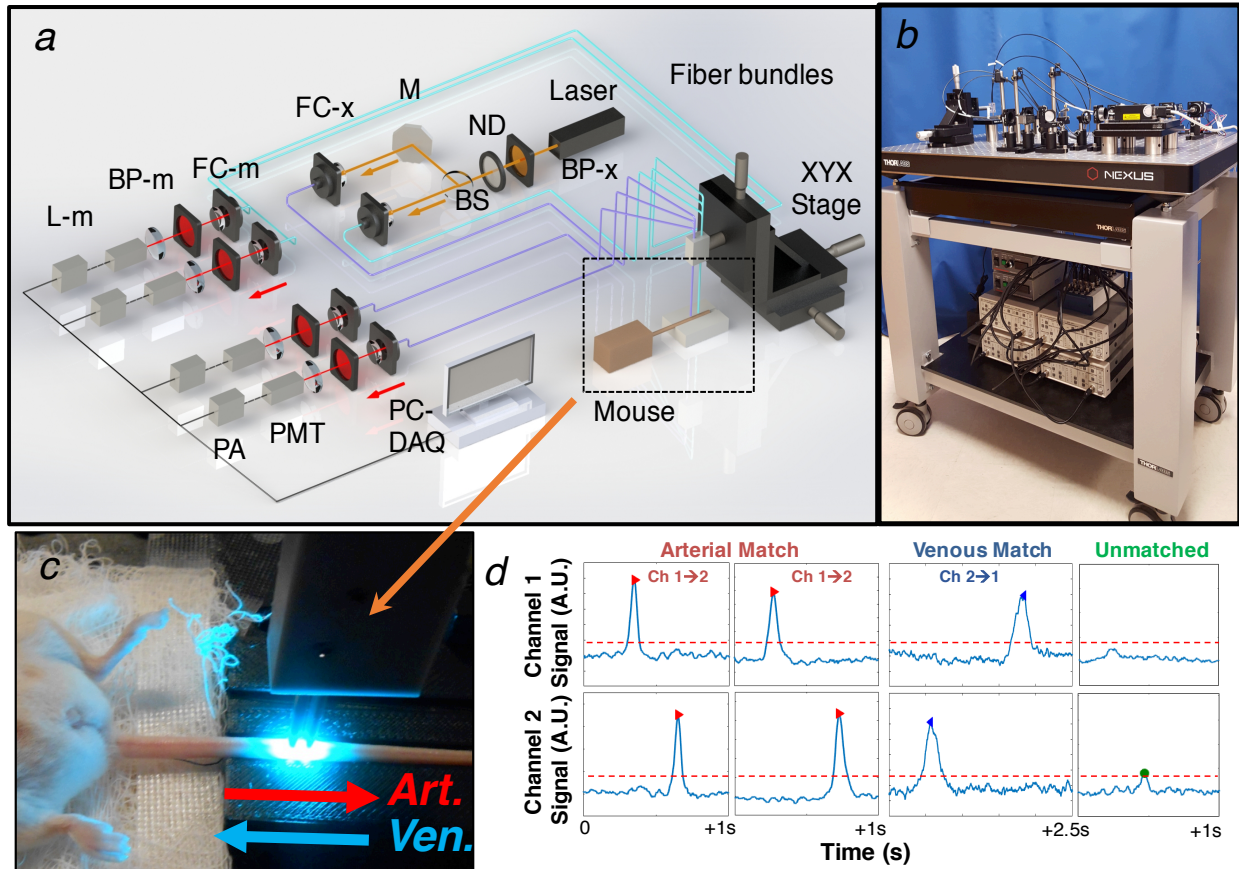 a
Fiber bundles
M
FC-x
Laser
ND
FC-m
BP-x
BP-m
BS
XYX
Stage
L-m
Mouse
PC-
DAQ
PMT
PA
b
THORLABS
NEXUS
THORLABS
THORLABS
c
Art.
Ven.
d
Arterial Match
Venous Match
Unmatched
Ch 1→2
Ch 1→2
Ch 2→1
Channel 1
Signal (A.U.)
Channel 2
Signal (A.U.)
0
+1s
+1s
+2.5s
+1s
Time (s)